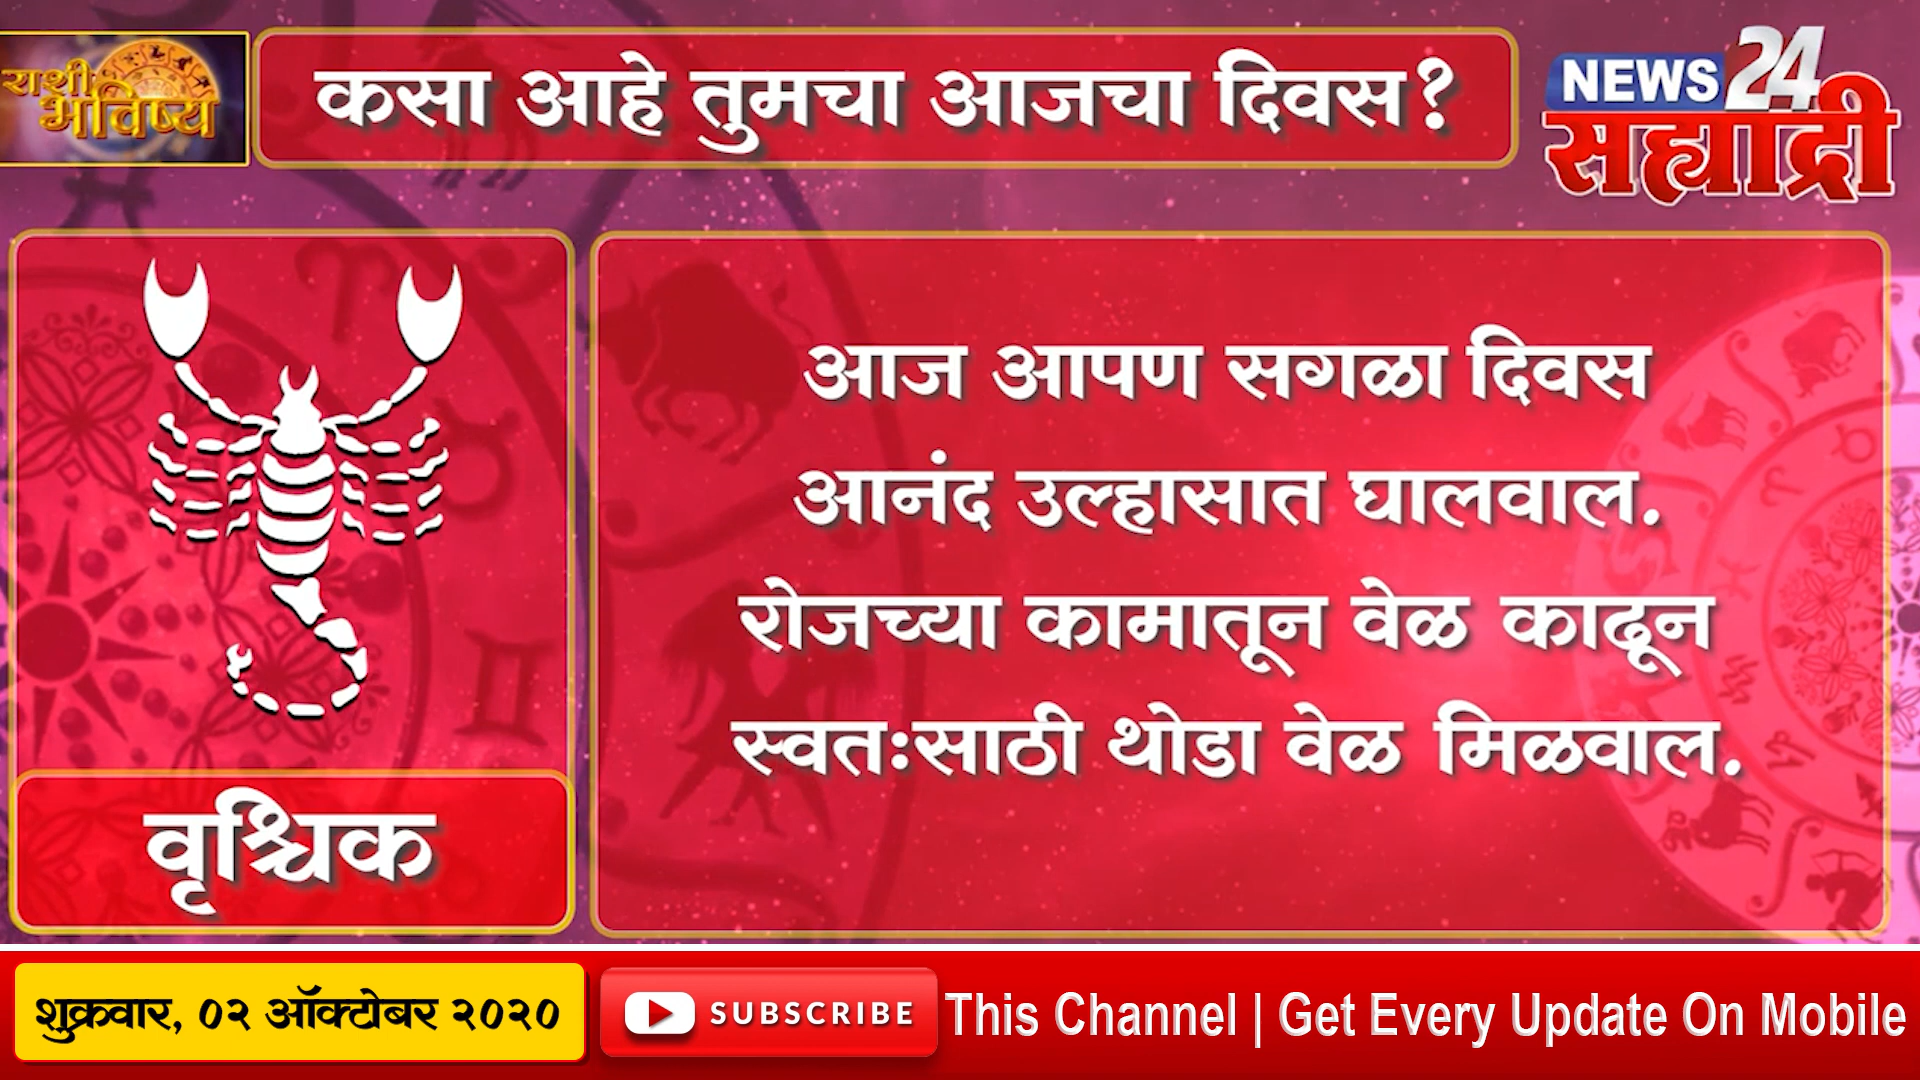 राशी
भविष्य
कसा आहे तुमचा आजचा दिवस?
NEWS 24
सह्याद्री
आज आपण सगळा दिवस
आनंद उल्हासात घालवाल.
रोजच्या कामातून वेळ काढून
स्वतःसाठी थोडा वेळ मिळवाल.
वृश्चिक
शुक्रवार, ०२ ऑक्टोबर २०२०
SUBSCRIBE
This Channel | Get Every Update On Mobile